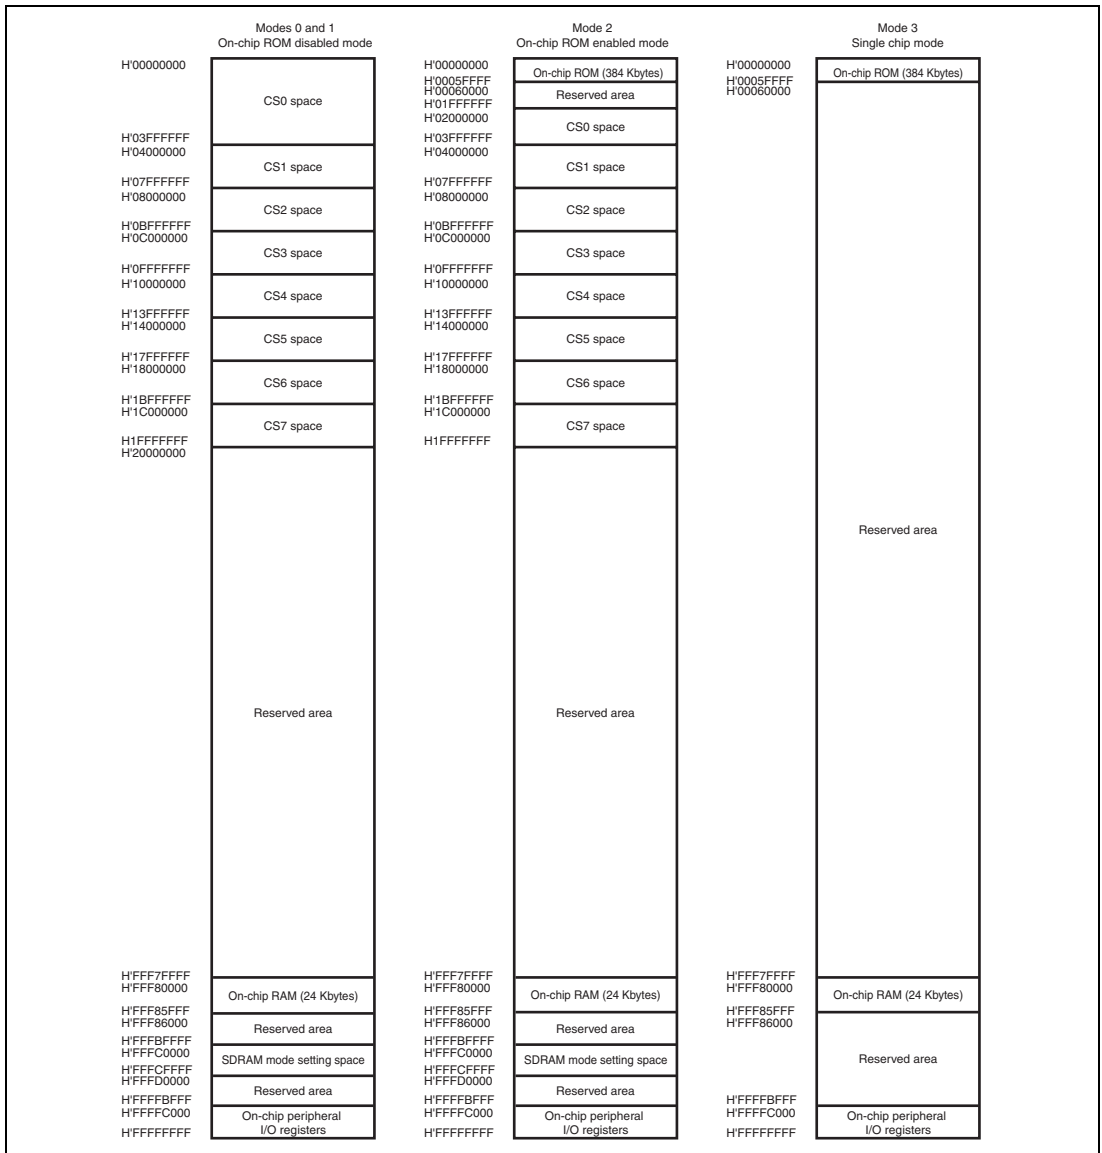 Modes 0 and 1
On-chip ROM disabled mode
H'00000000
CS0 space
H'03FFFFFF
H'04000000
CS1 space
H'07FFFFFF
H'08000000
CS2 space
H'0BFFFFFF
H'0C000000
CS3 space
H'0FFFFFFF
H'10000000
CS4 space
H'13FFFFFF
H'14000000
CS5 space
H'17FFFFFF
H'18000000
CS6 space
H'1BFFFFFF
H'1C000000
CS7 space
H1FFFFFFF
H'20000000
Reserved area
H'FFF7FFFF
H'FFF80000
On-chip RAM (24 Kbytes)
H'FFF85FFF
H'FFF86000
Reserved area
H'FFFBFFFF
H'FFFC0000
SDRAM mode setting space
H'FFFCFFFF
H'FFFD0000
Reserved area
H'FFFFBFFF
H'FFFFC000
On-chip peripheral
I/O registers
H'FFFFFFFF
Mode 2
On-chip ROM enabled mode
H'00000000
On-chip ROM (384 Kbytes)
H'0005FFFF
H'00060000
Reserved area
H'01FFFFFF
H'02000000
CS0 space
H'03FFFFFF
H'04000000
CS1 space
H'07FFFFFF
H'08000000
CS2 space
H'0BFFFFFF
H'0C000000
CS3 space
H'0FFFFFFF
H'10000000
CS4 space
H'13FFFFFF
H'14000000
CS5 space
H'17FFFFFF
H'18000000
CS6 space
H'1BFFFFFF
H'1C000000
CS7 space
H1FFFFFFF
Reserved area
H'FFF7FFFF
H'FFF80000
On-chip RAM (24 Kbytes)
H'FFF85FFF
H'FFF86000
Reserved area
H'FFFBFFFF
H'FFFC0000
SDRAM mode setting space
H'FFFCFFFF
H'FFFD0000
Reserved area
H'FFFFBFFF
H'FFFFC000
On-chip peripheral
I/O registers
H'FFFFFFFF
Mode 3
Single chip mode
H'00000000
On-chip ROM (384 Kbytes)
H'0005FFFF
H'00060000
Reserved area
H'FFF7FFFF
H'FFF80000
On-chip RAM (24 Kbytes)
H'FFF85FFF
H'FFF86000
Reserved area
H'FFFFBFFF
H'FFFFC000
On-chip peripheral
I/O registers
H'FFFFFFFF